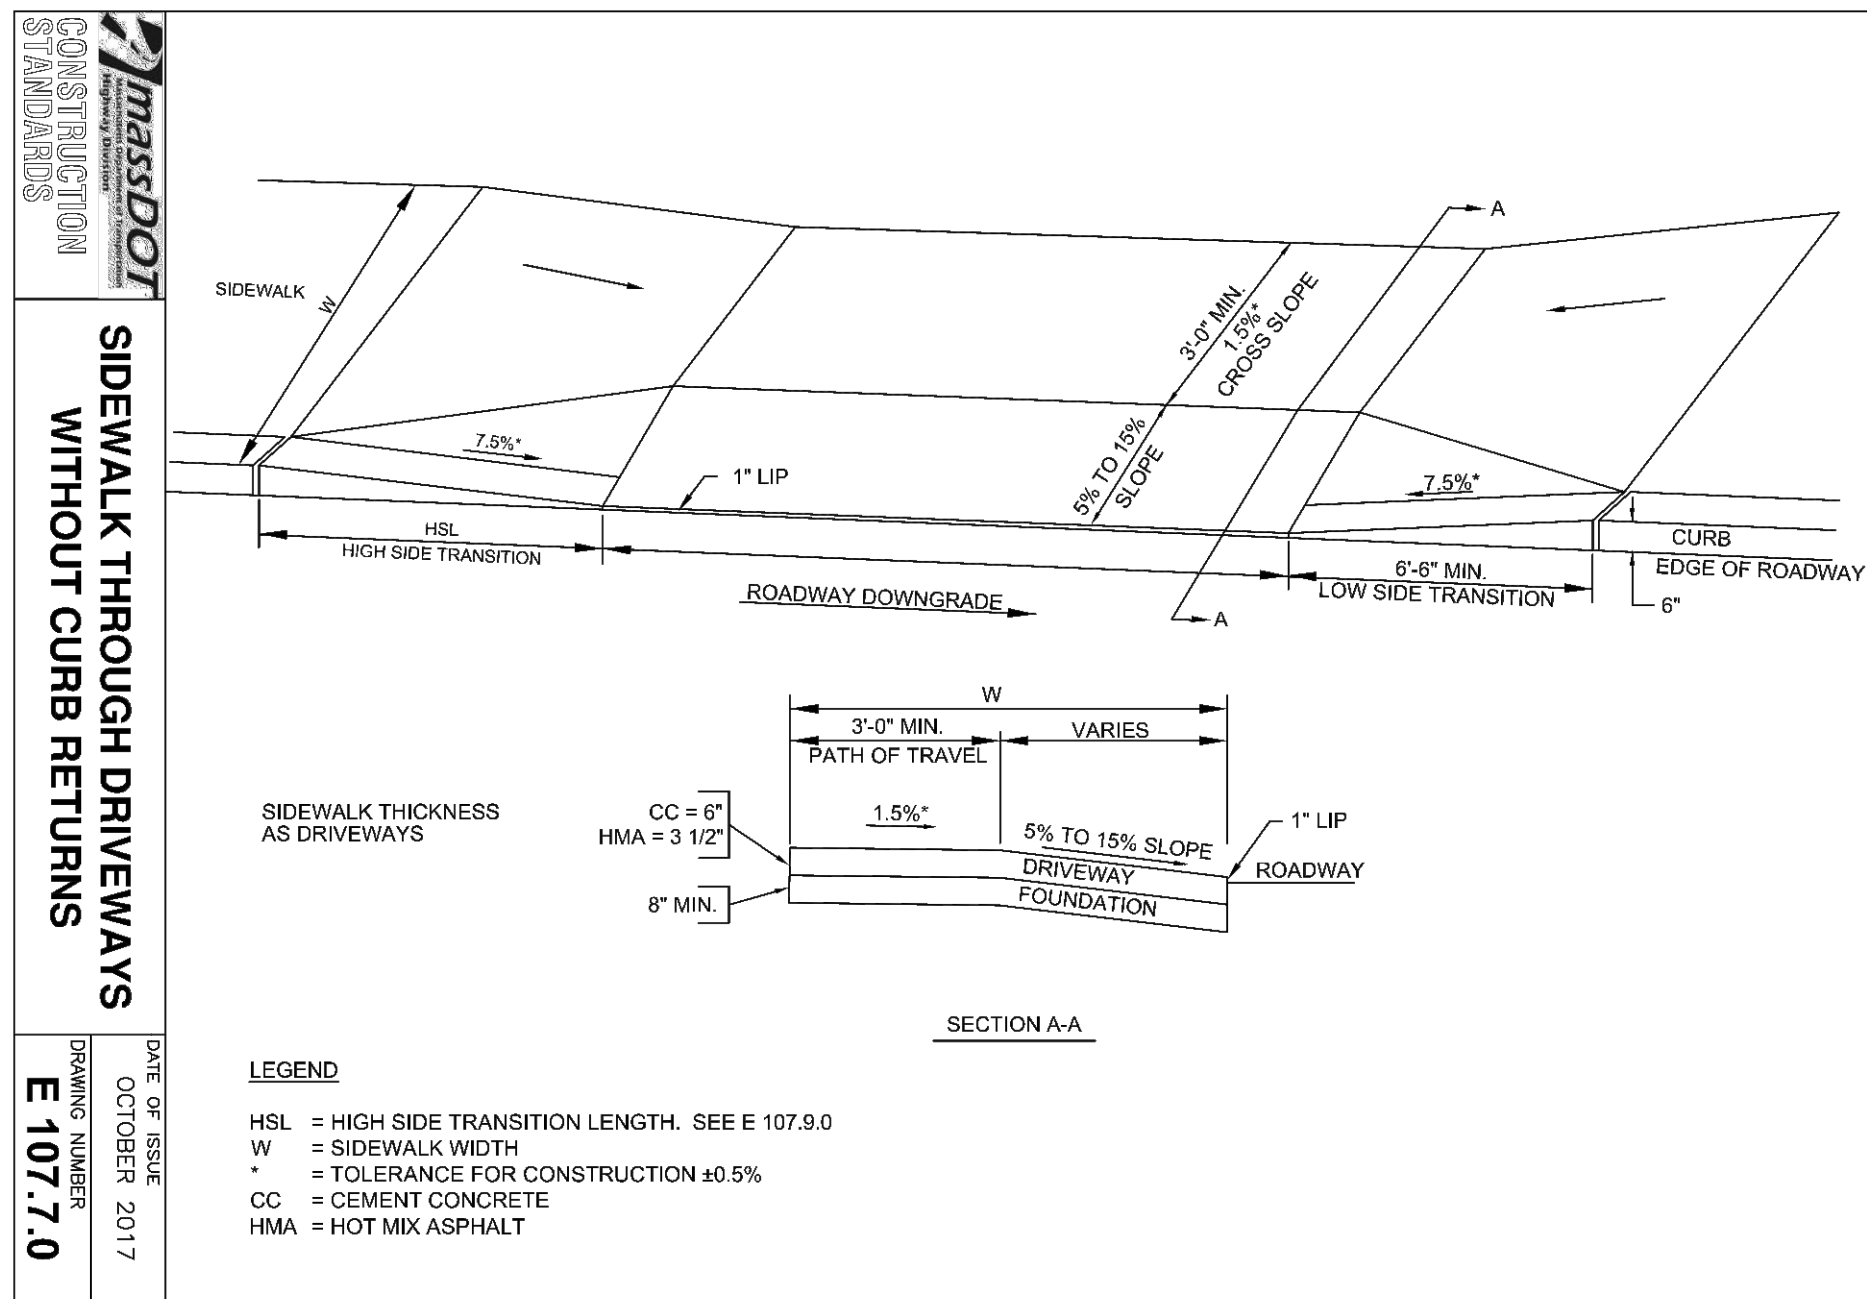 massDOT
Massachusetts Department of Transportation
Highway Division
CONSTRUCTION
STANDARDS
SIDEWALK THROUGH DRIVEWAYS
WITHOUT CURB RETURNS
DATE OF ISSUE
OCTOBER 2017
DRAWING NUMBER
E 107.7.0
A
SIDEWALK
W
3'-0" MIN.
1.5%*
CROSS SLOPE
7.5%*
1" LIP
5% TO 15%
SLOPE
7.5%*
HSL
HIGH SIDE TRANSITION
CURB
EDGE OF ROADWAY
6'-6" MIN.
LOW SIDE TRANSITION
6"
ROADWAY DOWNGRADE
A
W
3'-0" MIN.
VARIES
PATH OF TRAVEL
SIDEWALK THICKNESS
AS DRIVEWAYS
CC = 6"
HMA = 3 1/2"
1.5%*
5% TO 15% SLOPE
1" LIP
DRIVEWAY
ROADWAY
8" MIN.
FOUNDATION
SECTION A-A
LEGEND
HSL = HIGH SIDE TRANSITION LENGTH. SEE E 107.9.0
W = SIDEWALK WIDTH
* = TOLERANCE FOR CONSTRUCTION ±0.5%
CC = CEMENT CONCRETE
HMA = HOT MIX ASPHALT